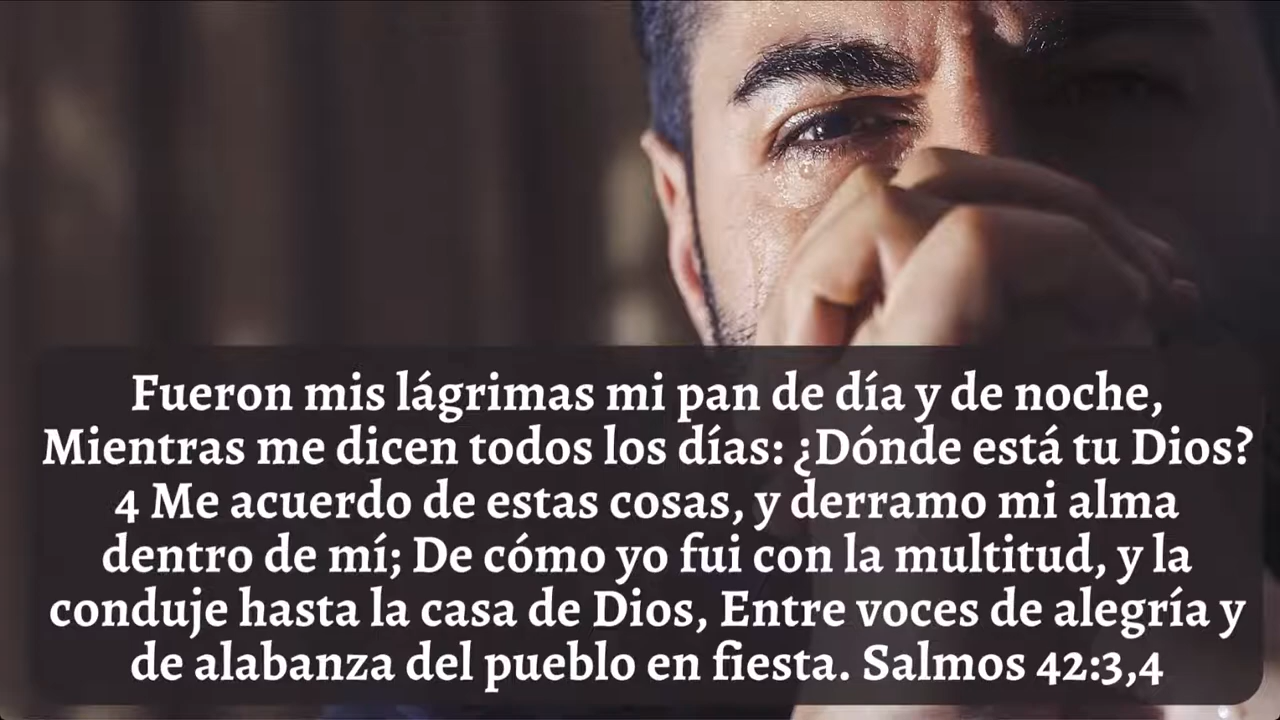 Fueron mis lágrimas mi pan de día y de noche,
Mientras me dicen todos los días: ¿Dónde está tu Dios?
4 Me acuerdo de estas cosas, y derramo mi alma
dentro de mí; De cómo yo fui con la multitud, y la
conduje hasta la casa de Dios, Entre voces de alegría y
de alabanza del pueblo en fiesta. Salmos 42:3,4